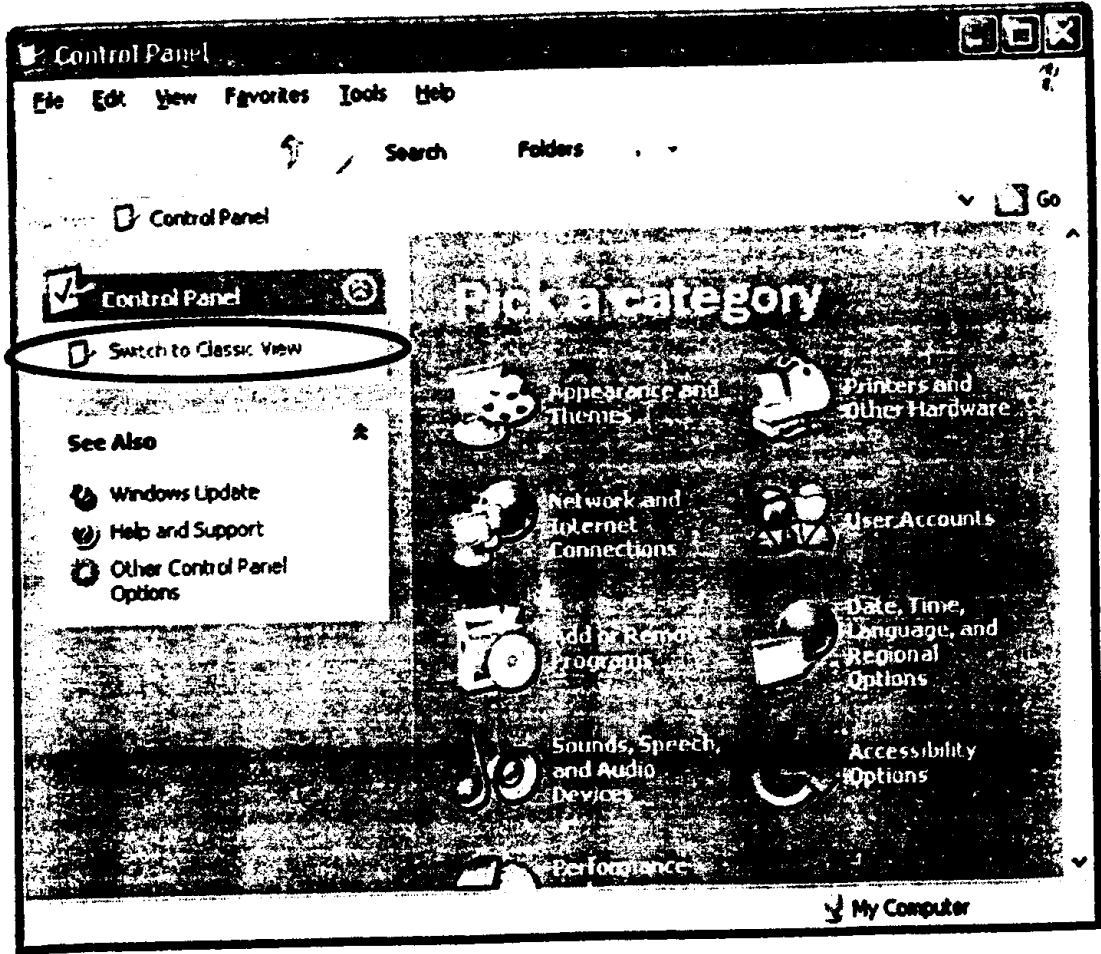 Control Panel
File Edit View Favorites Tools Help
Search Folders
Control Panel
Go
Control Panel
Switch to Classic View
See Also
Windows Update
Help and Support
Other Control Panel
Options
Pick a category
Appearance and
Themes
Printers and
Other Hardware
Network and
Internet
Connections
User Accounts
Add or Remove
Programs
Date, Time,
Language, and
Regional
Options
Sounds, Speech,
and Audio
Devices
Accessibility
Options
Performance
My Computer